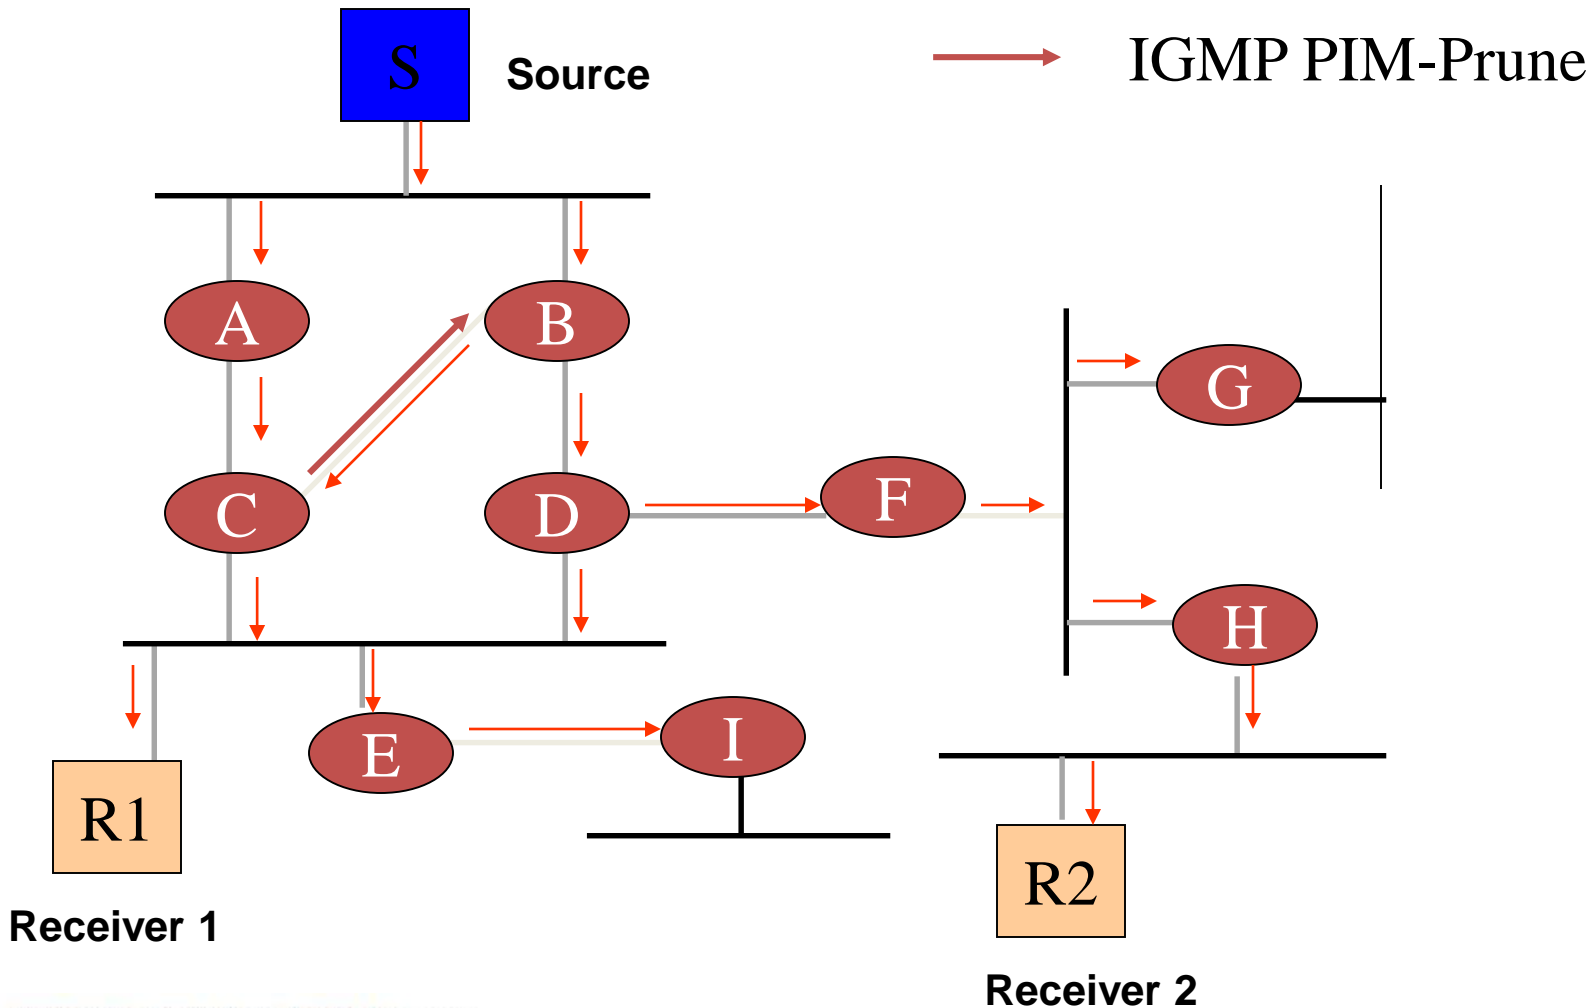 S
Source
IGMP PIM-Prune
A
B
G
C
D
F
H
E
I
R1
R2
Receiver 1
Receiver 2